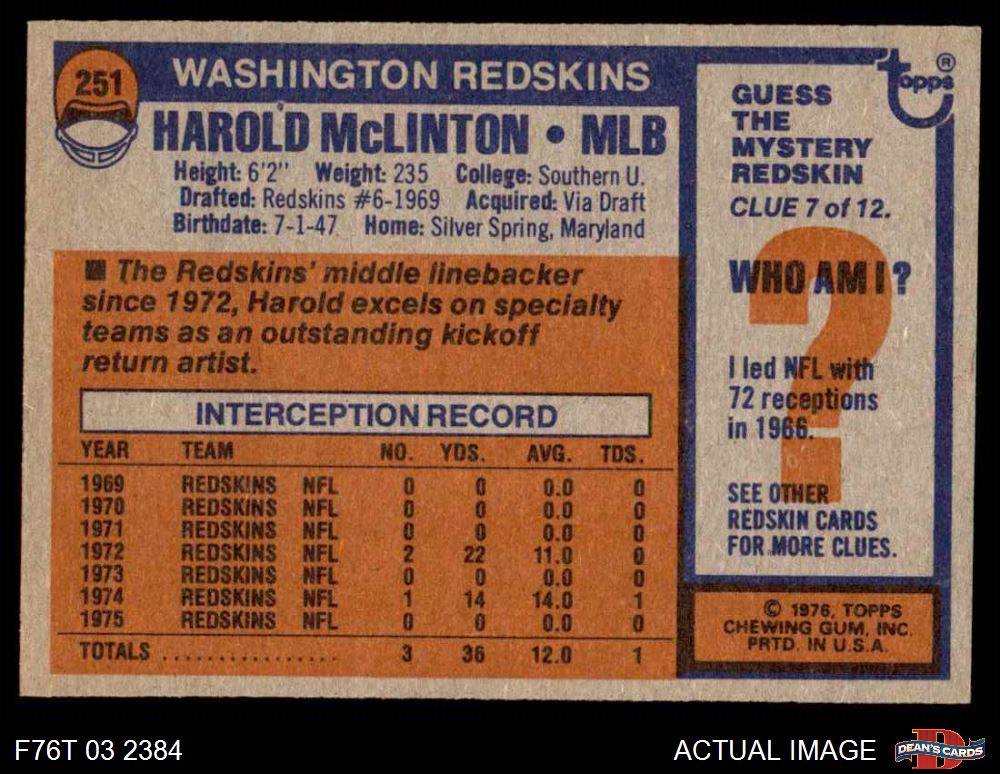 251
WASHINGTON REDSKINS
HAROLD McLINTON • MLB
Height: 6'2" Weight: 235 College: Southern U.
Drafted: Redskins #6-1969 Acquired: Via Draft
Birthdate: 7-1-47 Home: Silver Spring, Maryland
■ The Redskins' middle linebacker
since 1972, Harold excels on specialty
teams as an outstanding kickoff
return artist.
INTERCEPTION RECORD
YEAR TEAM NO. YDS. AVG. TDS.
1969 REDSKINS NFL 0 0 0.0 0
1970 REDSKINS NFL 0 0 0.0 0
1971 REDSKINS NFL 0 0 0.0 0
1972 REDSKINS NFL 2 22 11.0 0
1973 REDSKINS NFL 0 0 0.0 0
1974 REDSKINS NFL 1 14 14.0 1
1975 REDSKINS NFL 0 0 0.0 0
TOTALS ................ 3 36 12.0 1
topps®
GUESS
THE
MYSTERY
REDSKIN
CLUE 7 of 12.
?
WHO AM I?
I led NFL with
72 receptions
in 1966.
SEE OTHER
REDSKIN CARDS
FOR MORE CLUES.
© 1976, TOPPS
CHEWING GUM, INC.
PRTD. IN U.S.A.
F76T 03 2384
ACTUAL IMAGE
D
DEAN'S CARDS